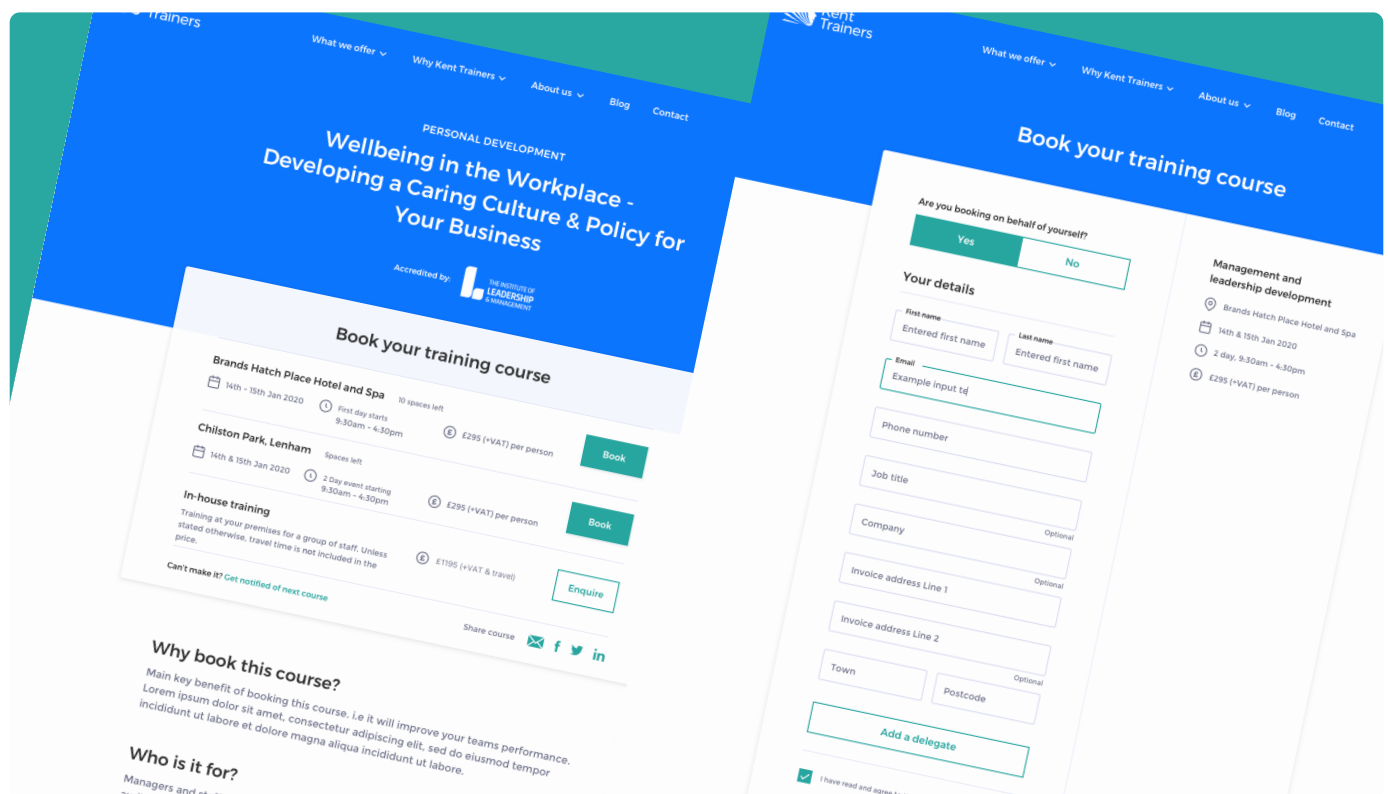 Trainers
What we offer
Why Kent Trainers
About us
Blog
Contact
PERSONAL DEVELOPMENT
Wellbeing in the Workplace -
Developing a Caring Culture & Policy for
Your Business
Accredited by:
THE INSTITUTE OF
LEADERSHIP
& MANAGEMENT
Book your training course
Brands Hatch Place Hotel and Spa
10 spaces left
14th - 15th Jan 2020
First day starts
9:30am - 4:30pm
£295 (+VAT) per person
Book
Chilston Park, Lenham
Spaces left
14th & 15th Jan 2020
2 Day event starting
9:30am - 4:30pm
£295 (+VAT) per person
Book
In-house training
Training at your premises for a group of staff. Unless
stated otherwise, travel time is not included in the
price.
£1195 (+VAT & travel)
Enquire
Can't make it? Get notified of next course
Share course
Why book this course?
Main key benefit of booking this course. i.e it will improve your teams performance.
Lorem ipsum dolor sit amet, consectetur adipiscing elit, sed do eiusmod tempor
incididunt ut labore et dolore magna aliqua incididunt ut labore.
Who is it for?
Managers and
Kent
Trainers
What we offer
Why Kent Trainers
About us
Blog
Contact
Book your training course
Are you booking on behalf of yourself?
Yes
No
Your details
First name
Entered first name
Last name
Entered first name
Email
Example input te
Phone number
Job title
Optional
Company
Optional
Invoice address Line 1
Invoice address Line 2
Optional
Town
Postcode
Add a delegate
I have read and agree
Management and
leadership development
Brands Hatch Place Hotel and Spa
14th & 15th Jan 2020
2 day, 9:30am - 4:30pm
£295 (+VAT) per person